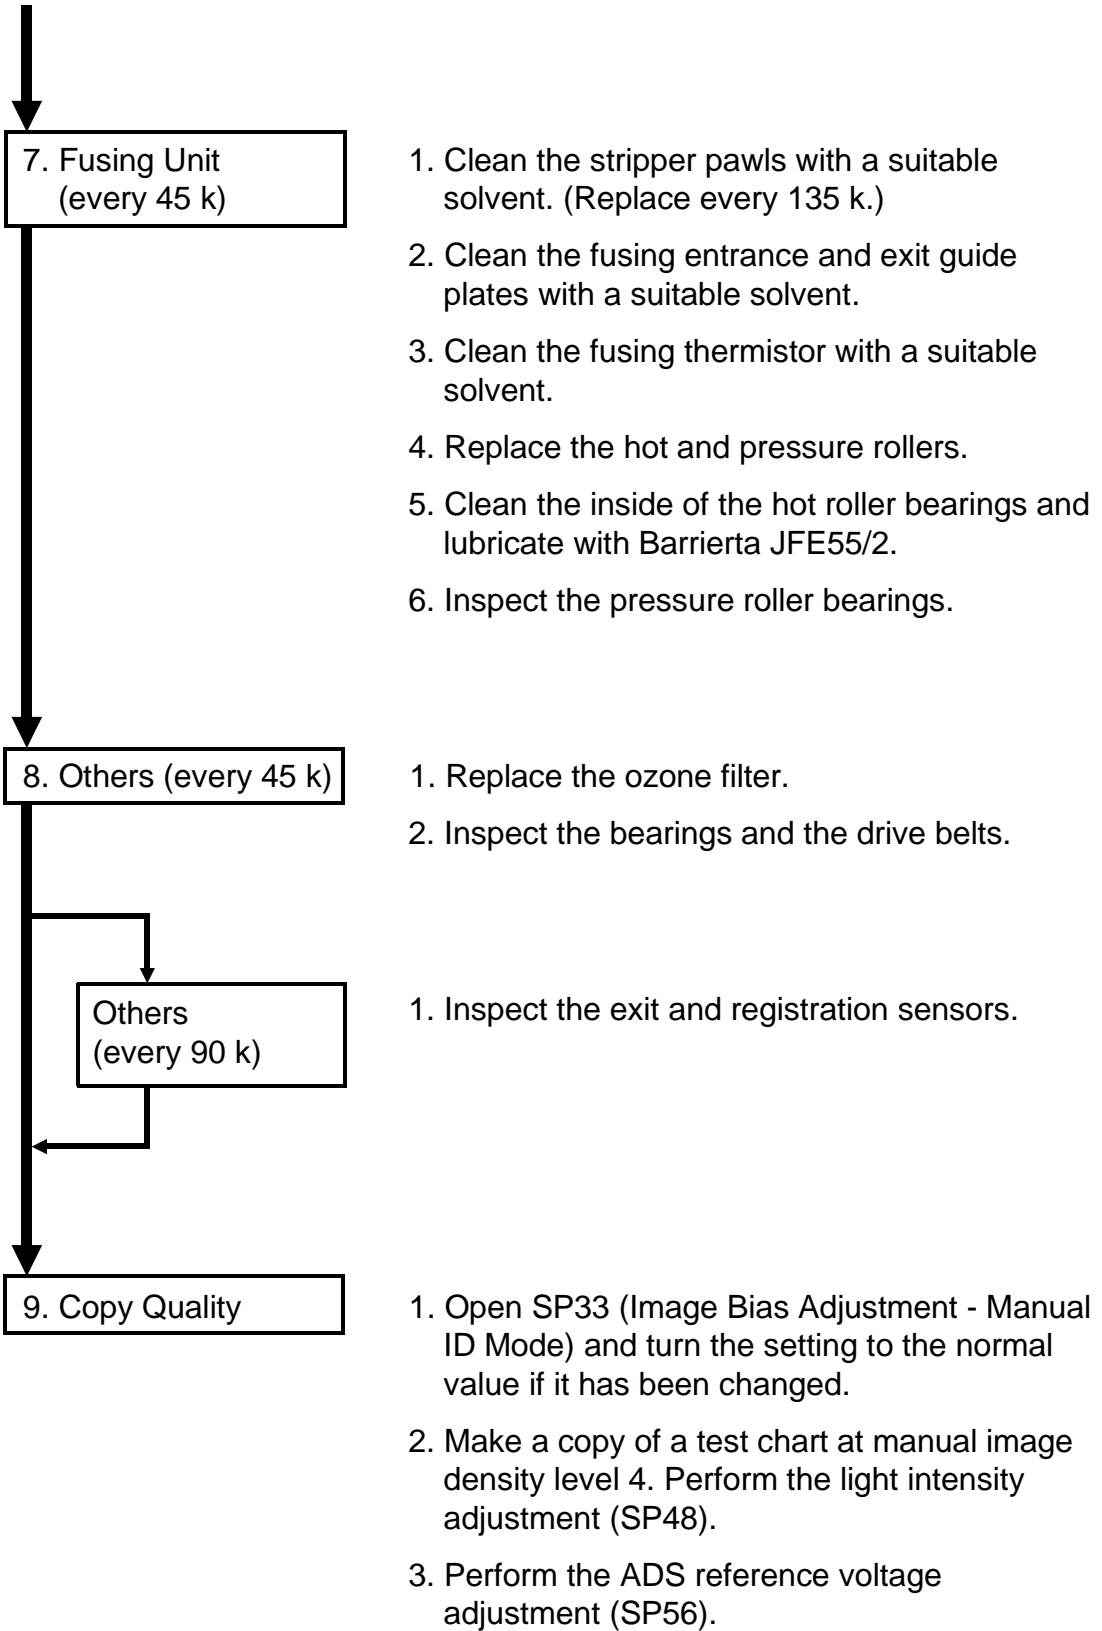 7. Fusing Unit
(every 45 k)
1. Clean the stripper pawls with a suitable
solvent. (Replace every 135 k.)
2. Clean the fusing entrance and exit guide
plates with a suitable solvent.
3. Clean the fusing thermistor with a suitable
solvent.
4. Replace the hot and pressure rollers.
5. Clean the inside of the hot roller bearings and
lubricate with Barrierta JFE55/2.
6. Inspect the pressure roller bearings.
8. Others (every 45 k)
1. Replace the ozone filter.
2. Inspect the bearings and the drive belts.
Others
(every 90 k)
1. Inspect the exit and registration sensors.
9. Copy Quality
1. Open SP33 (Image Bias Adjustment - Manual
ID Mode) and turn the setting to the normal
value if it has been changed.
2. Make a copy of a test chart at manual image
density level 4. Perform the light intensity
adjustment (SP48).
3. Perform the ADS reference voltage
adjustment (SP56).